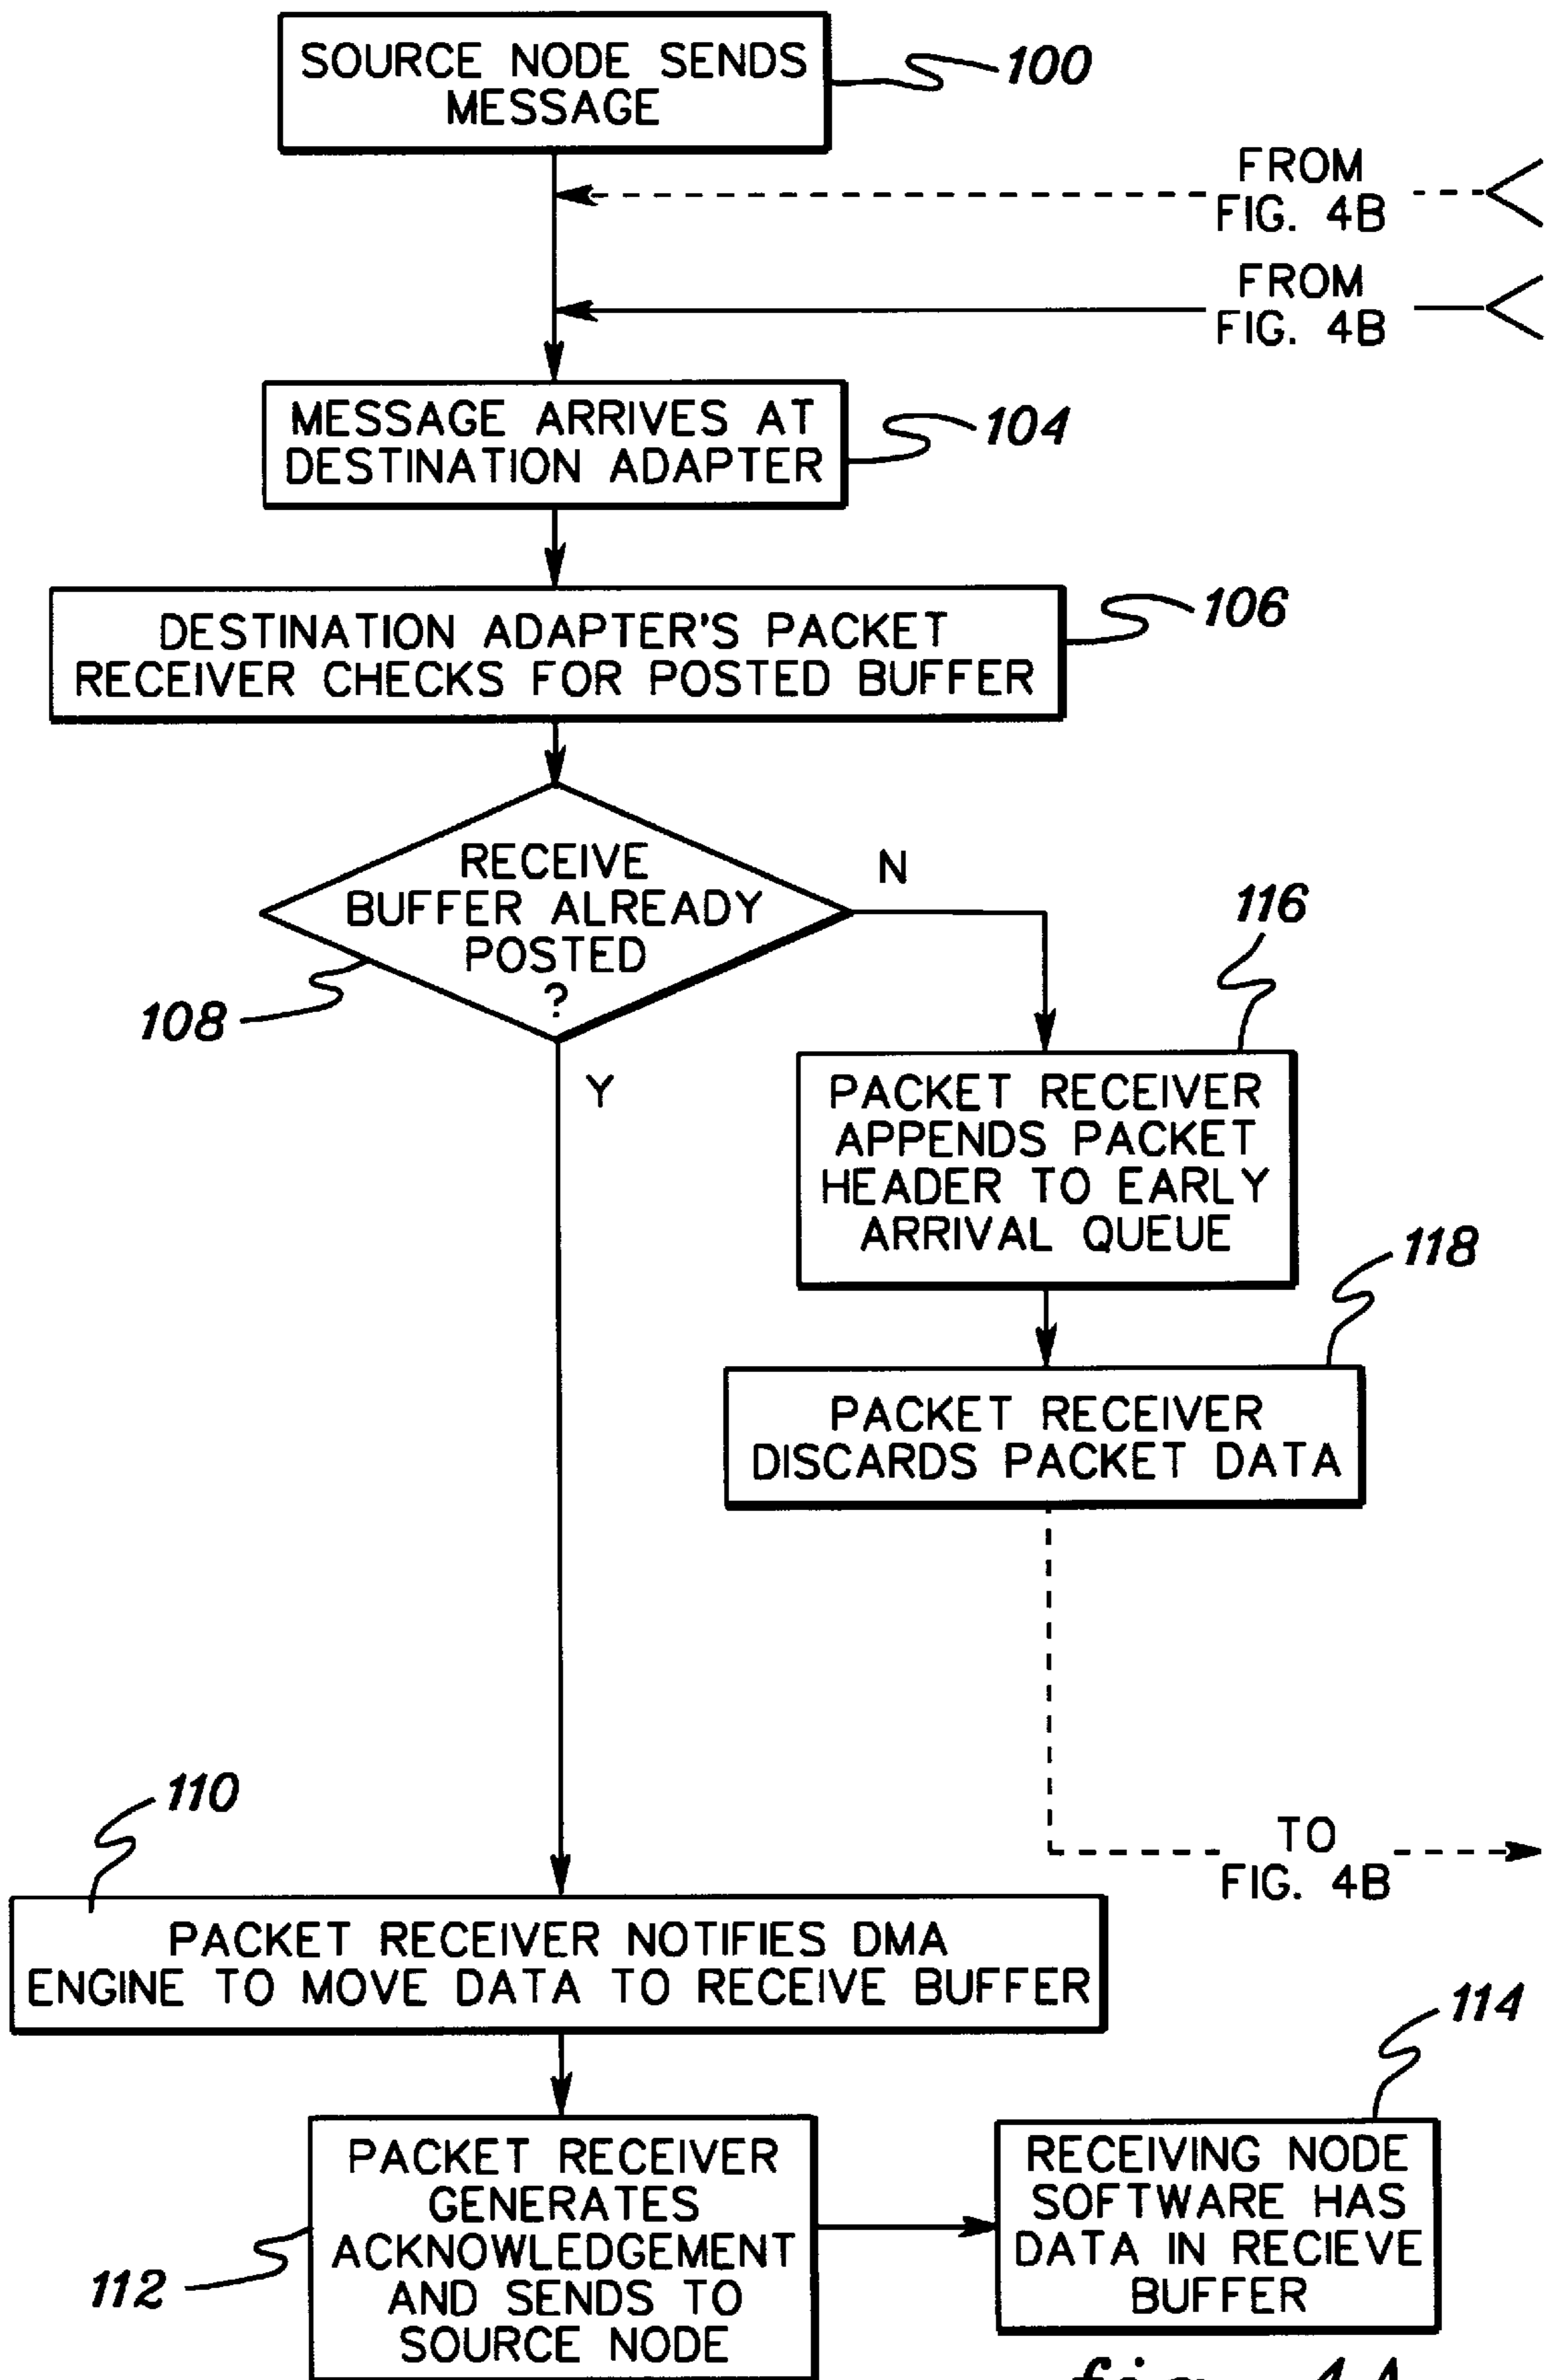 SOURCE NODE SENDS
MESSAGE
100
FROM
FIG. 4B
FROM
FIG. 4B
MESSAGE ARRIVES AT
DESTINATION ADAPTER
104
DESTINATION ADAPTER'S PACKET
RECEIVER CHECKS FOR POSTED BUFFER
106
RECEIVE
BUFFER ALREADY
POSTED
?
108
N
Y
116
PACKET RECEIVER
APPENDS PACKET
HEADER TO EARLY
ARRIVAL QUEUE
118
PACKET RECEIVER
DISCARDS PACKET DATA
TO
FIG. 4B
110
PACKET RECEIVER NOTIFIES DMA
ENGINE TO MOVE DATA TO RECEIVE BUFFER
112
PACKET RECEIVER
GENERATES
ACKNOWLEDGEMENT
AND SENDS TO
SOURCE NODE
114
RECEIVING NODE
SOFTWARE HAS
DATA IN RECIEVE
BUFFER
fig. 4A